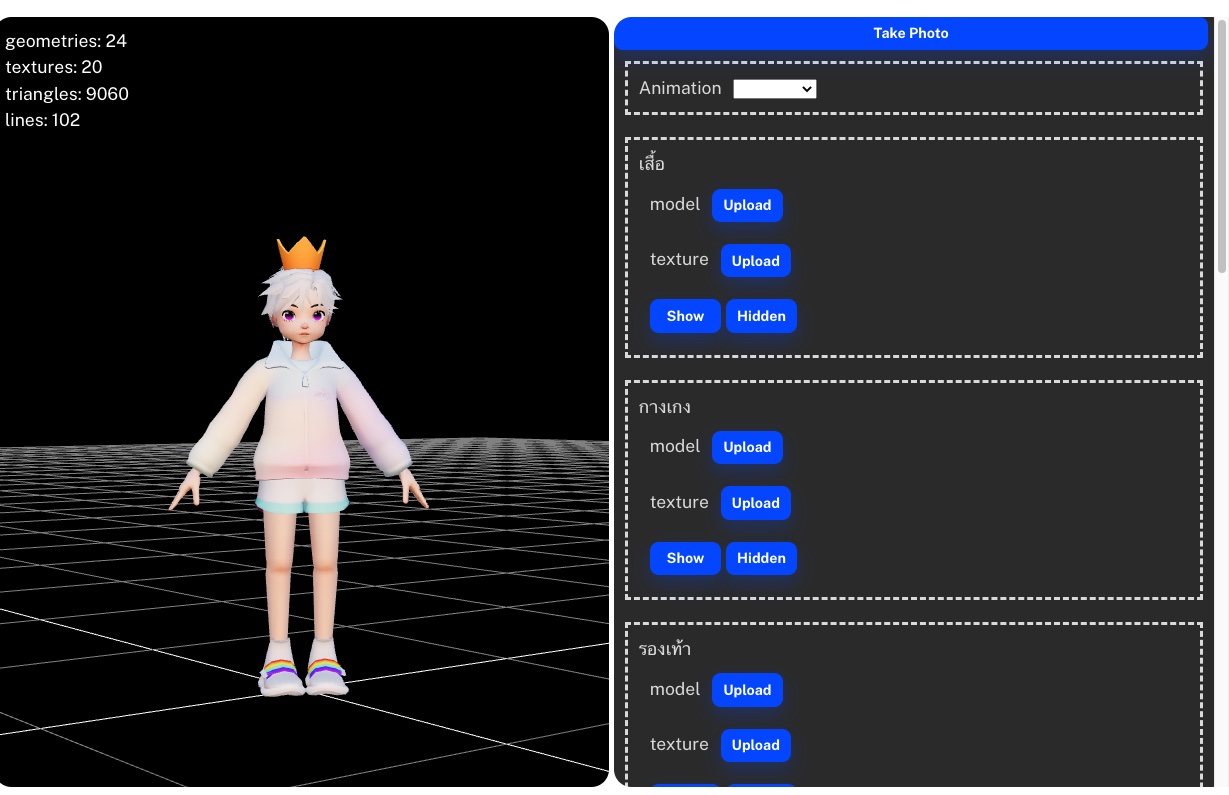 geometries: 24
textures: 20
triangles: 9060
lines: 102
Take Photo
Animation
เสื้อ
model Upload
texture Upload
Show Hidden
กางเกง
model Upload
texture Upload
Show Hidden
รองเท้า
model Upload
texture Upload